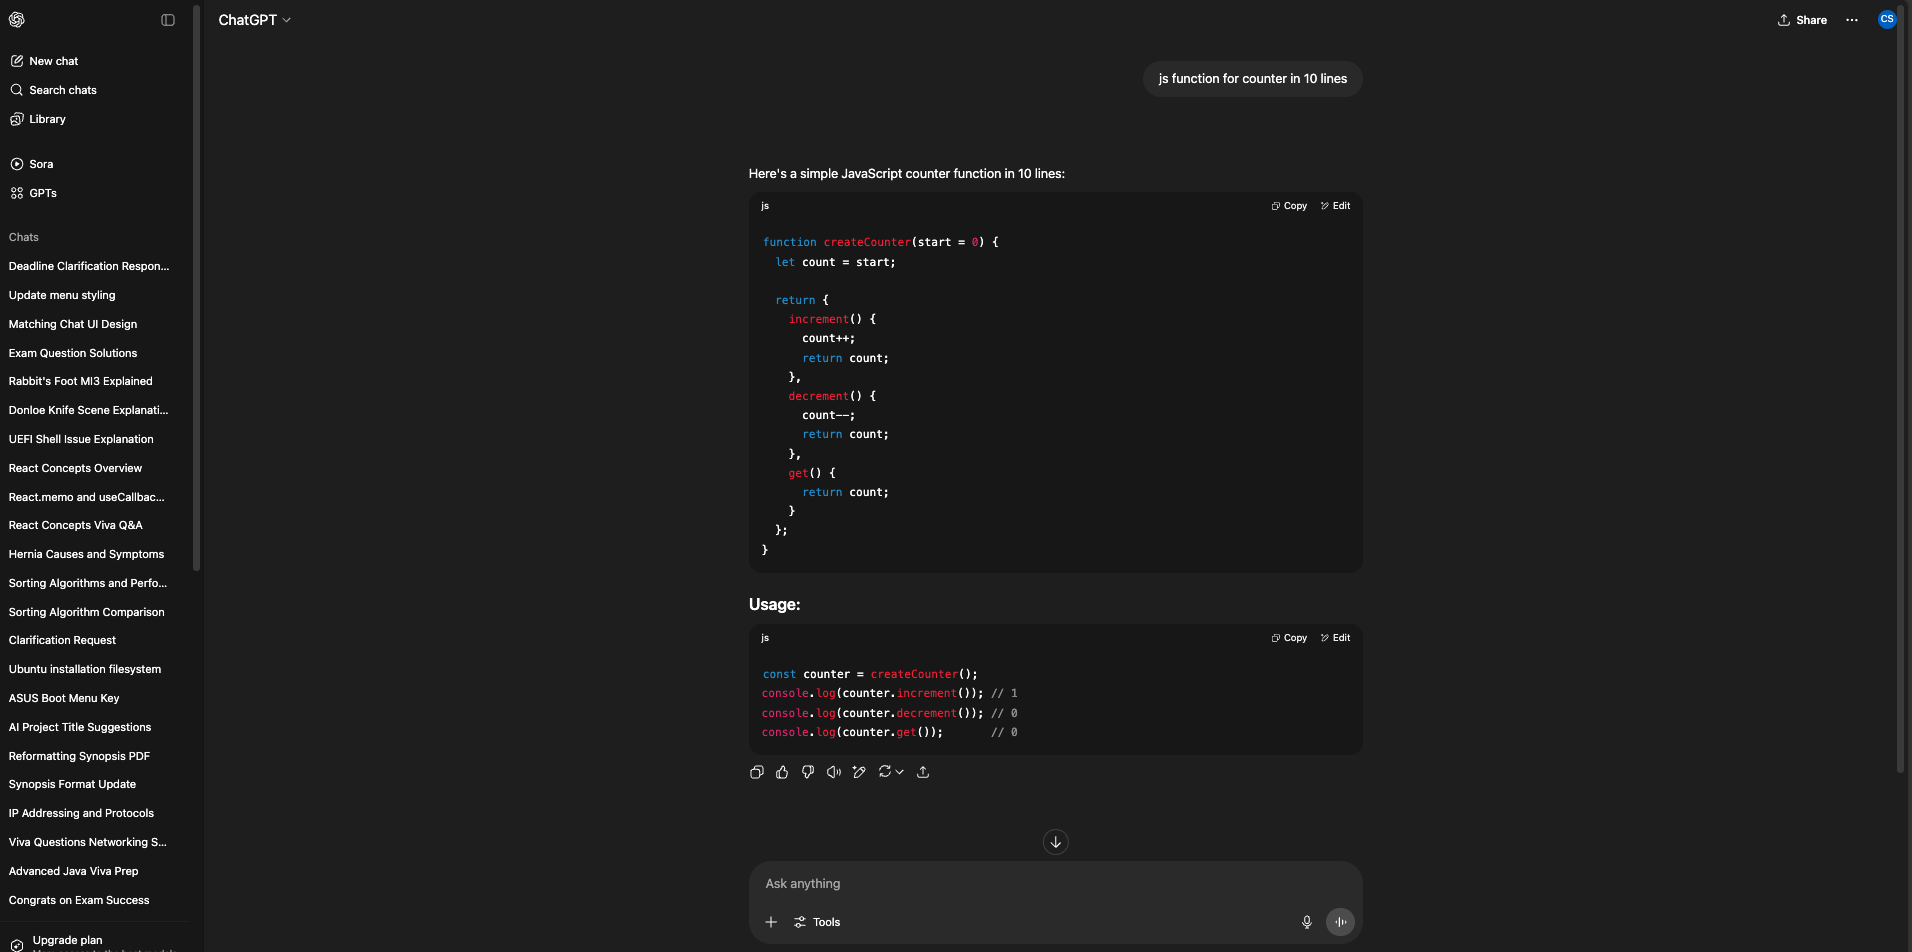 ChatGPT
Share
CS
New chat
Search chats
Library
Sora
GPTs
Chats
Deadline Clarification Respon...
Update menu styling
Matching Chat UI Design
Exam Question Solutions
Rabbit's Foot MI3 Explained
Donloe Knife Scene Explanati...
UEFI Shell Issue Explanation
React Concepts Overview
React.memo and useCallbac...
React Concepts Viva Q&A
Hernia Causes and Symptoms
Sorting Algorithms and Perfo...
Sorting Algorithm Comparison
Clarification Request
Ubuntu installation filesystem
ASUS Boot Menu Key
AI Project Title Suggestions
Reformatting Synopsis PDF
Synopsis Format Update
IP Addressing and Protocols
Viva Questions Networking S...
Advanced Java Viva Prep
Congrats on Exam Success
Upgrade plan
js function for counter in 10 lines
Here's a simple JavaScript counter function in 10 lines:
js
Copy
Edit
function createCounter(start = 0) {
  let count = start;

  return {
    increment() {
      count++;
      return count;
    },
    decrement() {
      count--;
      return count;
    },
    get() {
      return count;
    }
  };
}
Usage:
js
Copy
Edit
const counter = createCounter();
console.log(counter.increment()); // 1
console.log(counter.decrement()); // 0
console.log(counter.get());       // 0
Ask anything
Tools